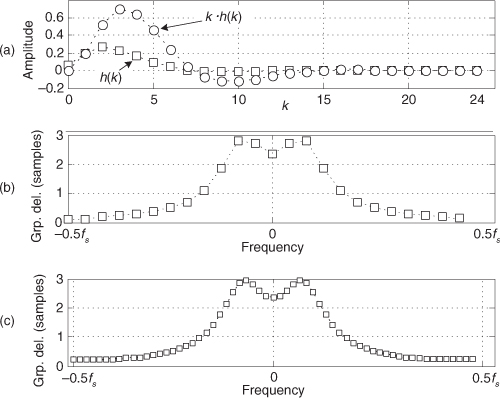 (a)
Amplitude
0.6
0.4
0.2
0
−0.2
k·h(k)
h(k)
0 5 10 15 20 24
k
(b)
Grp. del. (samples)
3
2
1
0
−0.5fs 0 0.5fs
Frequency
(c)
Grp. del. (samples)
3
2
1
0
−0.5fs 0 0.5fs
Frequency